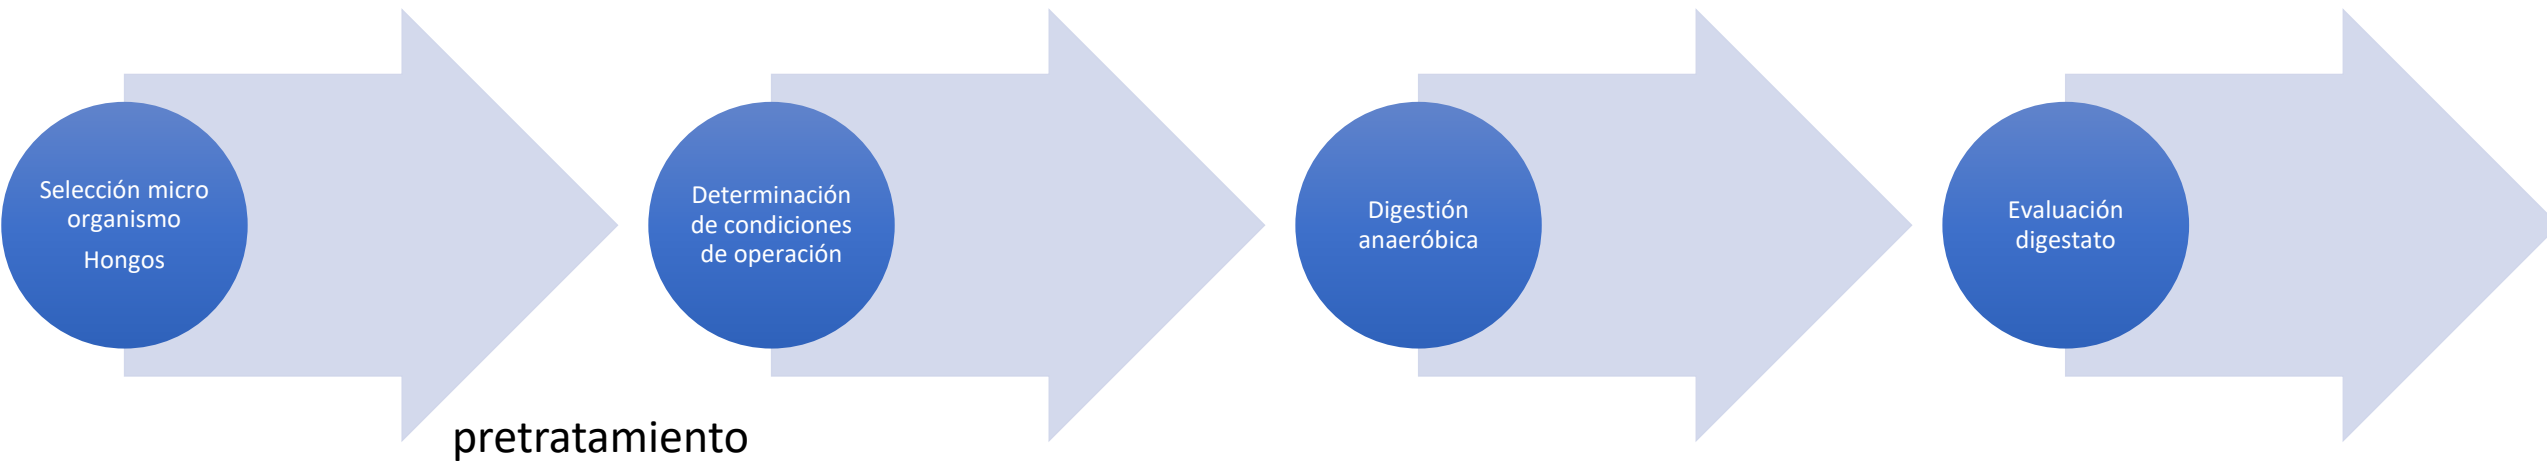 Selección micro
organismo
Hongos
Determinación
de condiciones
de operación
Digestión
anaeróbica
Evaluación
digestato
pretratamiento